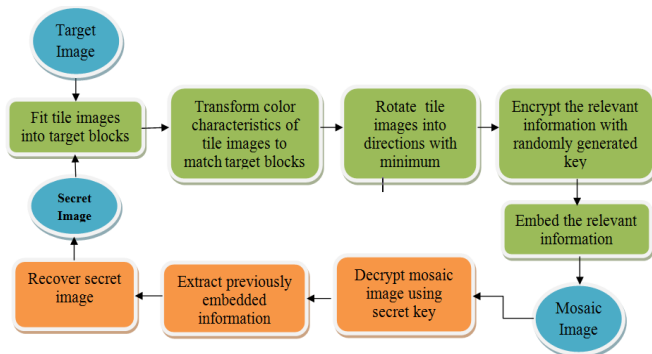 Target
Image
Fit tile images
into target blocks
Transform color
characteristics of
tile images to
match target blocks
Rotate tile
images into
directions with
minimum
Encrypt the relevant
information with
randomly generated
key
Secret
Image
Embed the relevant
information
Recover secret
image
Extract previously
embedded
information
Decrypt mosaic
image using
secret key
Mosaic
Image